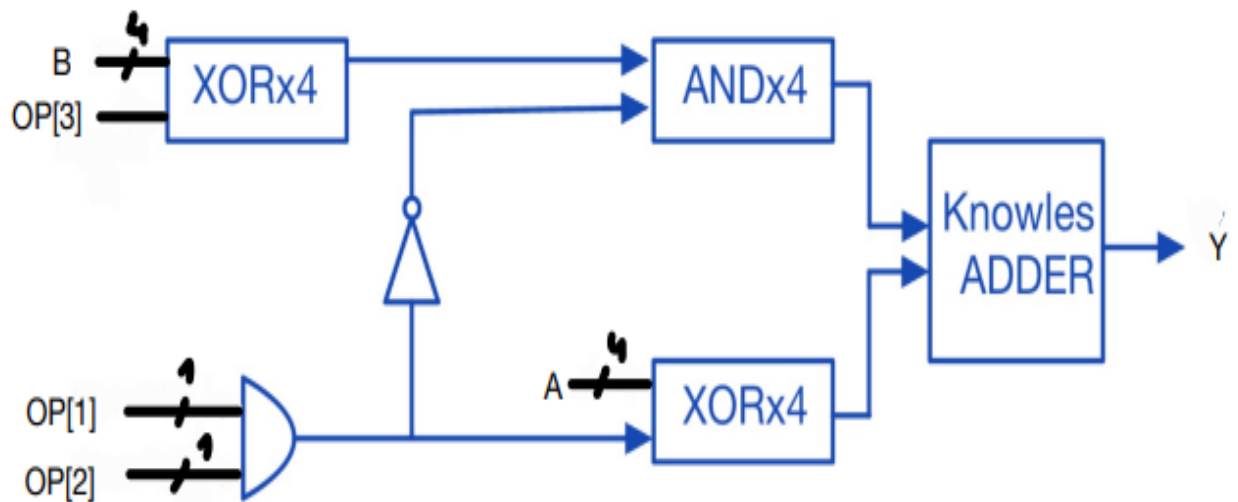 B
4
OP[3]
XORx4
ANDx4
Knowles
ADDER
Y
A
4
XORx4
OP[1]
1
OP[2]
1